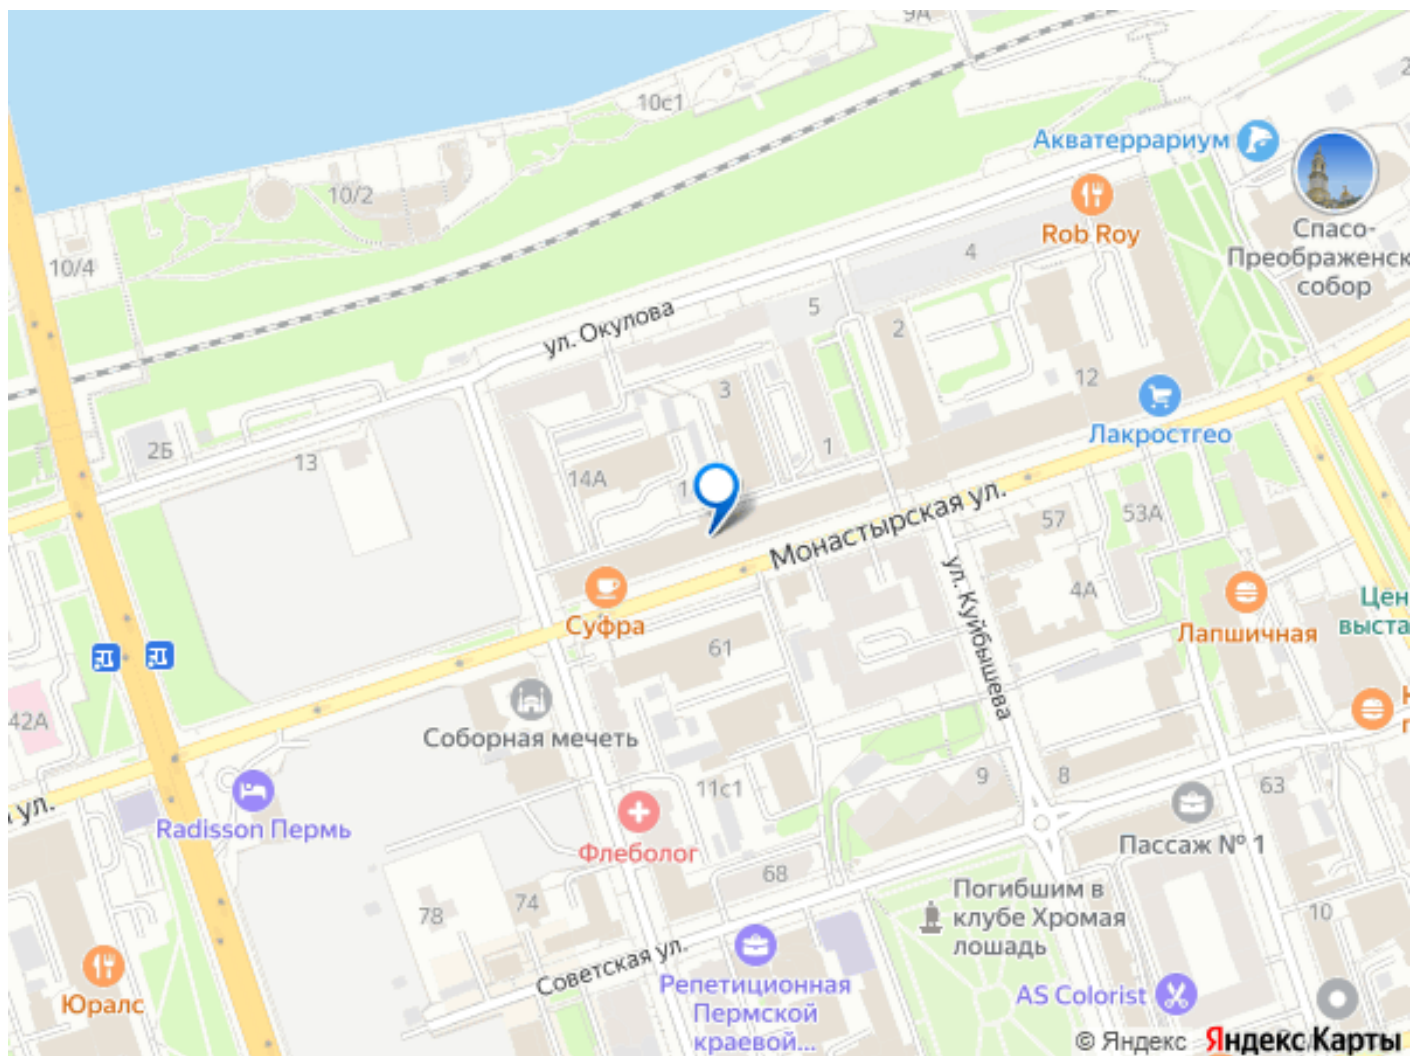 9А
10с1
Акватеррариум
10/2
Rob Roy
Спасо-
Преображенск
собор
10/4
4
ул. Окулова
5
2
3
12
Лакростгео
2Б
13
1
14А
1
Монастырская ул.
57
53А
4А
ул. Куйбышева
Суфра
Лапшичная
Цен
выста
61
42А
Соборная мечеть
9
8
63
11с1
ул.
Radisson Пермь
Флеболог
Пассаж № 1
68
78
74
Погибшим в
клубе Хромая
лошадь
10
Советская ул.
Репетиционная
Пермской
краевой...
Юралс
AS Colorist
© Яндекс Яндекс Карты